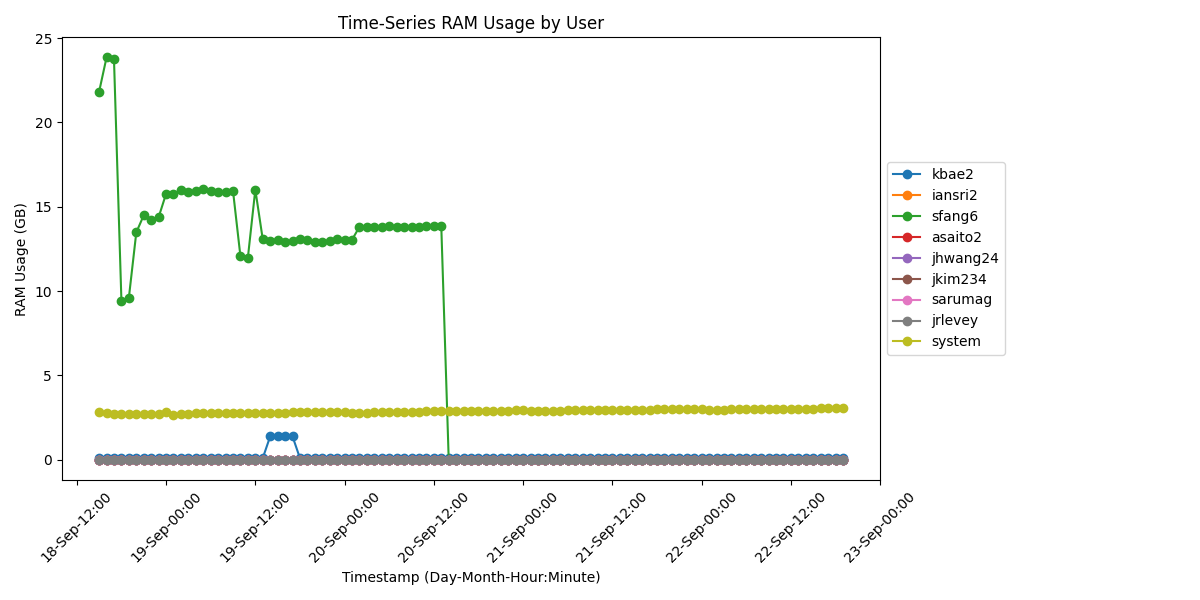 Time-Series RAM Usage by User
25
20
15
10
5
0
RAM Usage (GB)
18-Sep-12:00
19-Sep-00:00
19-Sep-12:00
20-Sep-00:00
20-Sep-12:00
21-Sep-00:00
21-Sep-12:00
22-Sep-00:00
22-Sep-12:00
23-Sep-00:00
Timestamp (Day-Month-Hour:Minute)
kbae2
iansri2
sfang6
asaito2
jhwang24
jkim234
sarumag
jrlevey
system